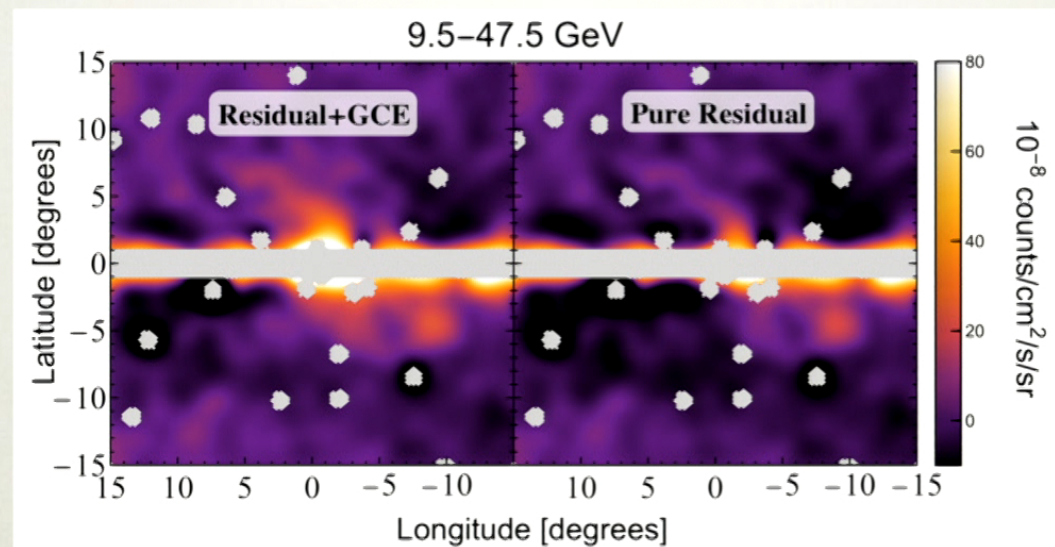 9.5–47.5 GeV
Residual+GCE
Pure Residual
Latitude [degrees]
15
10
5
0
−5
−10
−15
15 10 5 0 −5 −10
10 5 0 −5 −10 −15
Longitude [degrees]
80
60
40
20
0
10⁻⁸ counts/cm²/s/sr